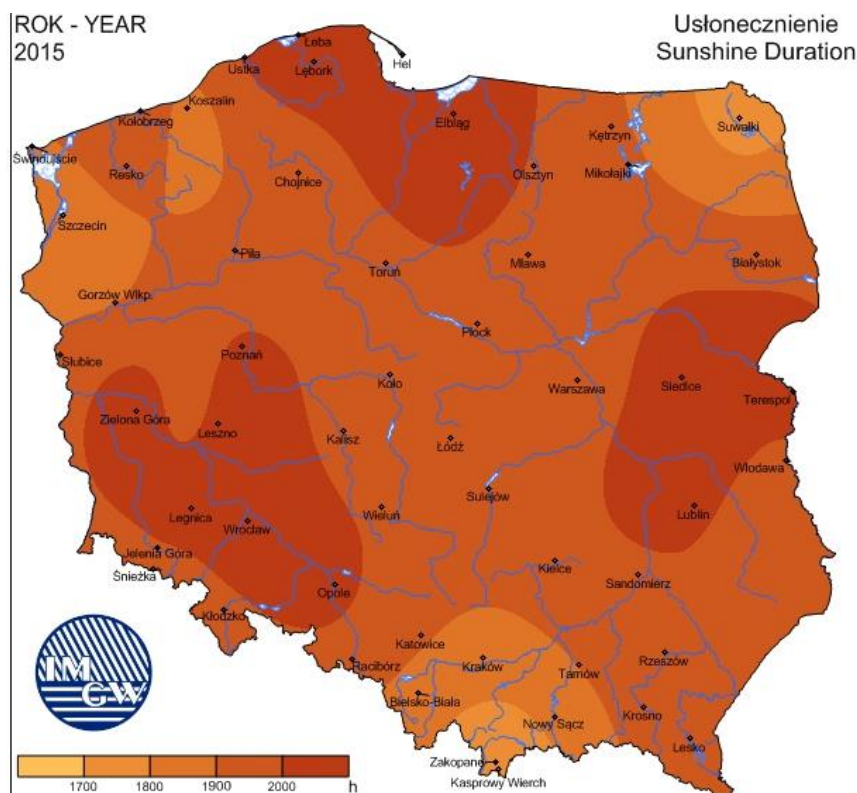 ROK - YEAR
2015
Usłonecznienie
Sunshine Duration
Łeba
Hel
Ustka
Lębork
Koszalin
Kołobrzeg
Elbląg
Kętrzyn
Suwałki
Świnoujście
Resko
Chojnice
Olsztyn
Mikołajki
Szczecin
Piła
Toruń
Mława
Białystok
Gorzów Wlkp.
Płock
Słubice
Poznań
Koło
Warszawa
Siedlce
Terespol
Zielona Góra
Leszno
Kalisz
Łódź
Włodawa
Sulejów
Legnica
Wrocław
Wieluń
Lublin
Jelenia Góra
Śnieżka
Opole
Kielce
Sandomierz
Kłodzko
Katowice
Kraków
Racibórz
Tarnów
Rzeszów
Bielsko-Biała
Nowy Sącz
Krosno
Lesko
IM
GW
Zakopane
Kasprowy Wierch
1700 1800 1900 2000 h